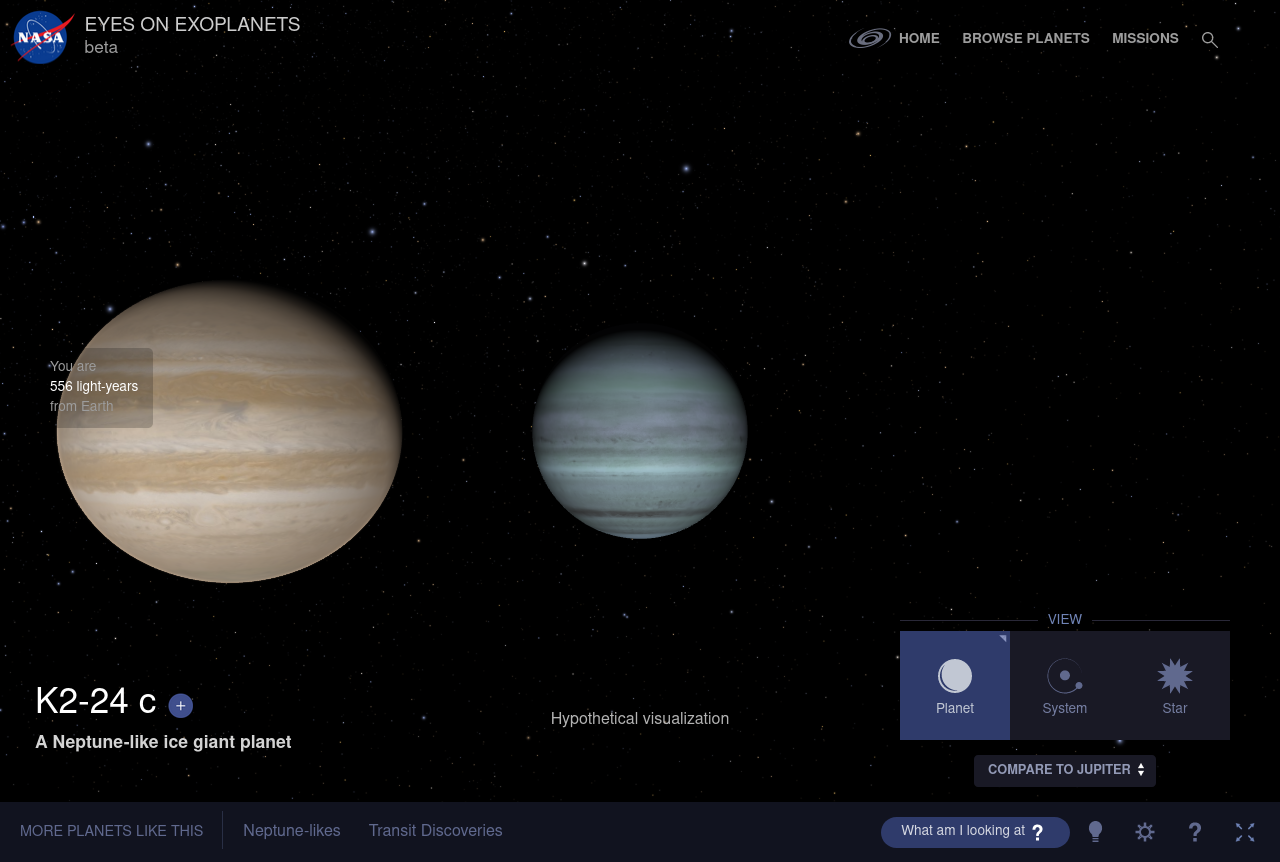 NASA
EYES ON EXOPLANETS
beta
HOME
BROWSE PLANETS
MISSIONS
You are
556 light-years
from Earth
VIEW
Planet
System
Star
K2-24 c +
A Neptune-like ice giant planet
Hypothetical visualization
COMPARE TO JUPITER
MORE PLANETS LIKE THIS
Neptune-likes
Transit Discoveries
What am I looking at ?
?